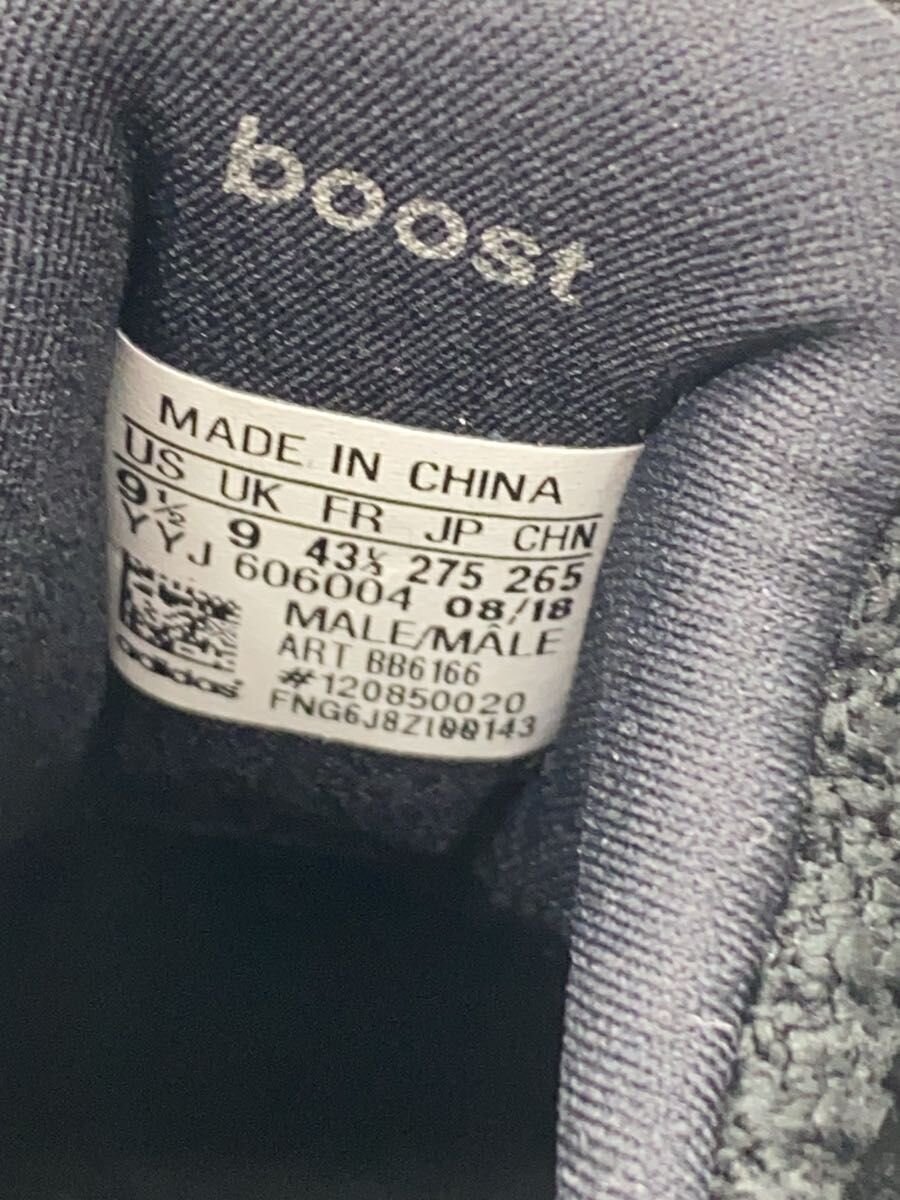 boost
MADE IN CHINA
US UK FR JP CHN
9½ 9 43⅓ 275 265
YYJ 606004 08/18
MALE/MÂLE
ART BB6166
#120850020
FNG6J8Z100143
adidas